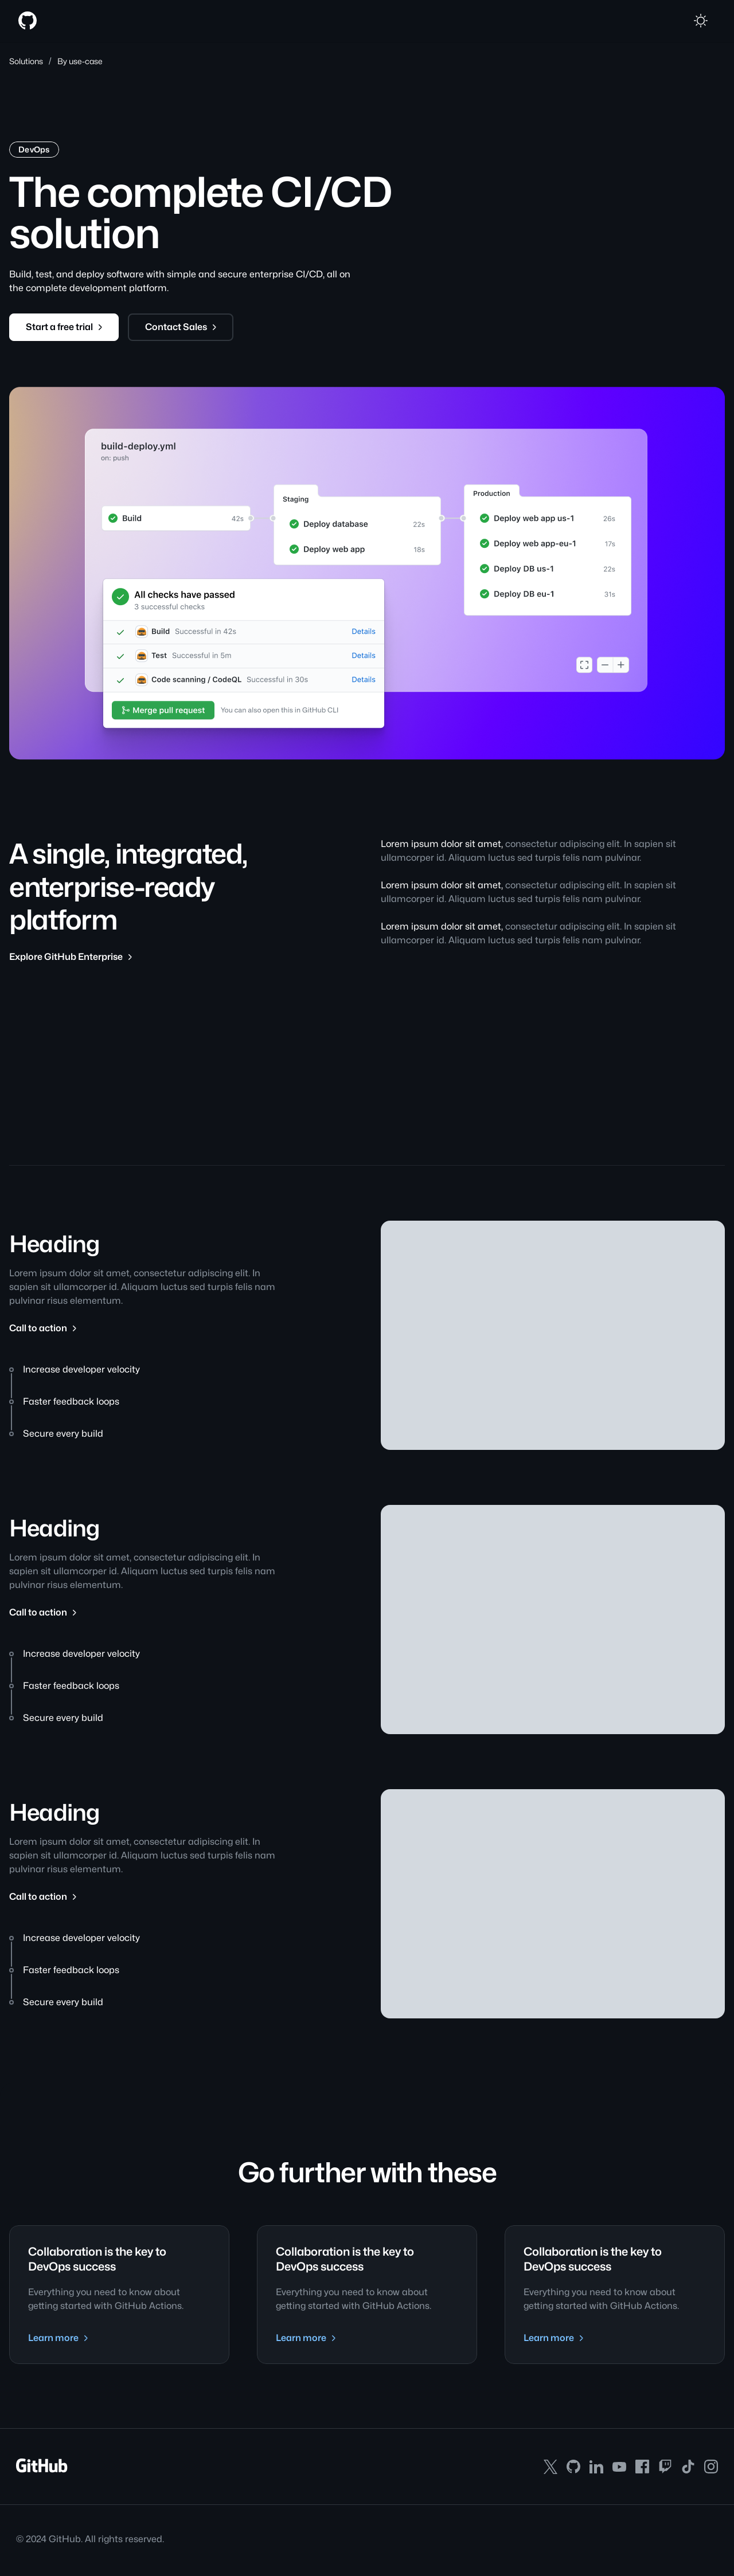 Solutions / By use-case
DevOps
The complete CI/CD
solution
Build, test, and deploy software with simple and secure enterprise CI/CD, all on
the complete development platform.
Start a free trial
Contact Sales
build-deploy.yml
on: push
Build 42s
Staging
Deploy database 22s
Deploy web app 18s
Production
Deploy web app us-1 26s
Deploy web app-eu-1 17s
Deploy DB us-1 22s
Deploy DB eu-1 31s
All checks have passed
3 successful checks
Build Successful in 42s Details
Test Successful in 5m Details
Code scanning / CodeQL Successful in 30s Details
Merge pull request You can also open this in GitHub CLI
A single, integrated,
enterprise-ready
platform
Explore GitHub Enterprise
Lorem ipsum dolor sit amet, consectetur adipiscing elit. In sapien sit
ullamcorper id. Aliquam luctus sed turpis felis nam pulvinar.
Lorem ipsum dolor sit amet, consectetur adipiscing elit. In sapien sit
ullamcorper id. Aliquam luctus sed turpis felis nam pulvinar.
Lorem ipsum dolor sit amet, consectetur adipiscing elit. In sapien sit
ullamcorper id. Aliquam luctus sed turpis felis nam pulvinar.
Heading
Lorem ipsum dolor sit amet, consectetur adipiscing elit. In
sapien sit ullamcorper id. Aliquam luctus sed turpis felis nam
pulvinar risus elementum.
Call to action
Increase developer velocity
Faster feedback loops
Secure every build
Heading
Lorem ipsum dolor sit amet, consectetur adipiscing elit. In
sapien sit ullamcorper id. Aliquam luctus sed turpis felis nam
pulvinar risus elementum.
Call to action
Increase developer velocity
Faster feedback loops
Secure every build
Heading
Lorem ipsum dolor sit amet, consectetur adipiscing elit. In
sapien sit ullamcorper id. Aliquam luctus sed turpis felis nam
pulvinar risus elementum.
Call to action
Increase developer velocity
Faster feedback loops
Secure every build
Go further with these
Collaboration is the key to
DevOps success
Everything you need to know about
getting started with GitHub Actions.
Learn more
Collaboration is the key to
DevOps success
Everything you need to know about
getting started with GitHub Actions.
Learn more
Collaboration is the key to
DevOps success
Everything you need to know about
getting started with GitHub Actions.
Learn more
GitHub
© 2024 GitHub. All rights reserved.